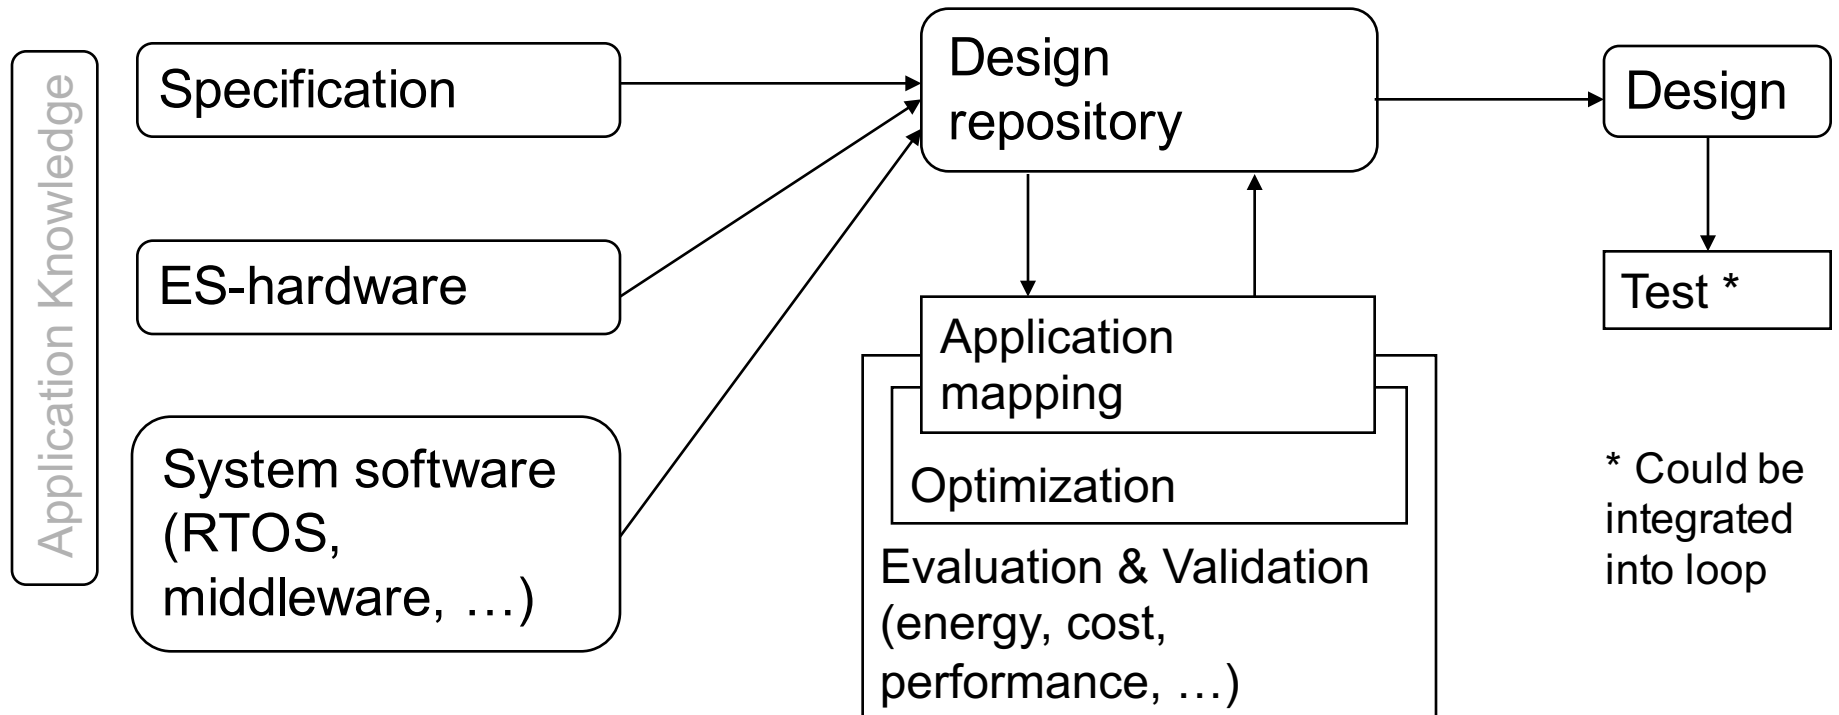 Application Knowledge
Specification
ES-hardware
System software
(RTOS,
middleware, …)
Design
repository
Application
mapping
Optimization
Evaluation & Validation
(energy, cost,
performance, …)
Design
Test *
* Could be
integrated
into loop